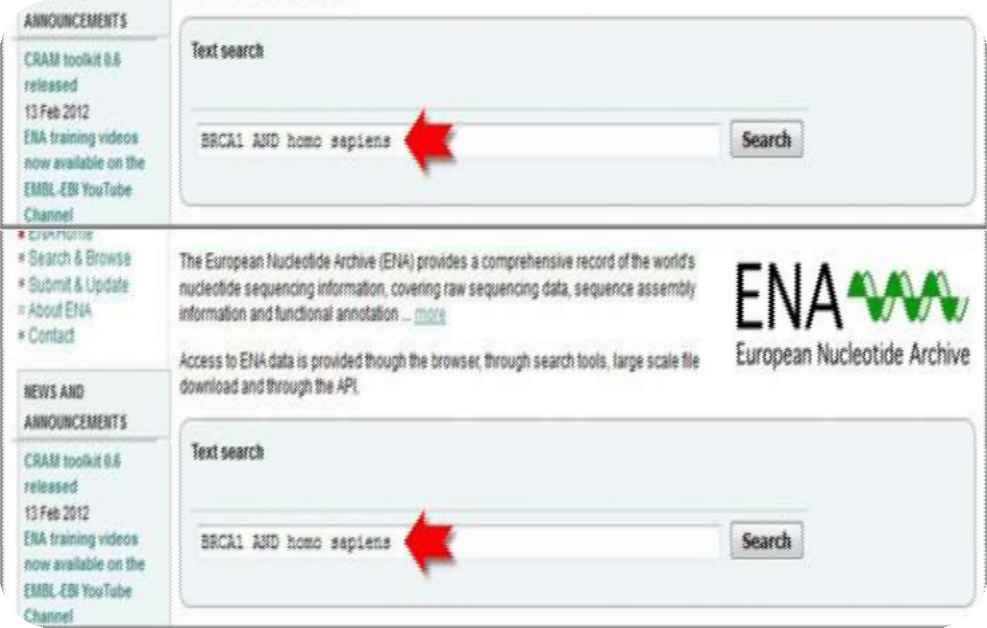 ANNOUNCEMENTS
CRAM toolkit 0.6
released
13 Feb 2012
ENA training videos
now available on the
EMBL-EBI YouTube
Channel
Text search
BRCA1 AND homo sapiens
Search
ENA Home
Search & Browse
Submit & Update
About ENA
Contact
The European Nucleotide Archive (ENA) provides a comprehensive record of the world's
nucleotide sequencing information, covering raw sequencing data, sequence assembly
information and functional annotation ... more
Access to ENA data is provided though the browser, through search tools, large scale file
download and through the API.
ENA
European Nucleotide Archive
NEWS AND
ANNOUNCEMENTS
CRAM toolkit 0.6
released
13 Feb 2012
ENA training videos
now available on the
EMBL-EBI YouTube
Channel
Text search
BRCA1 AND homo sapiens
Search